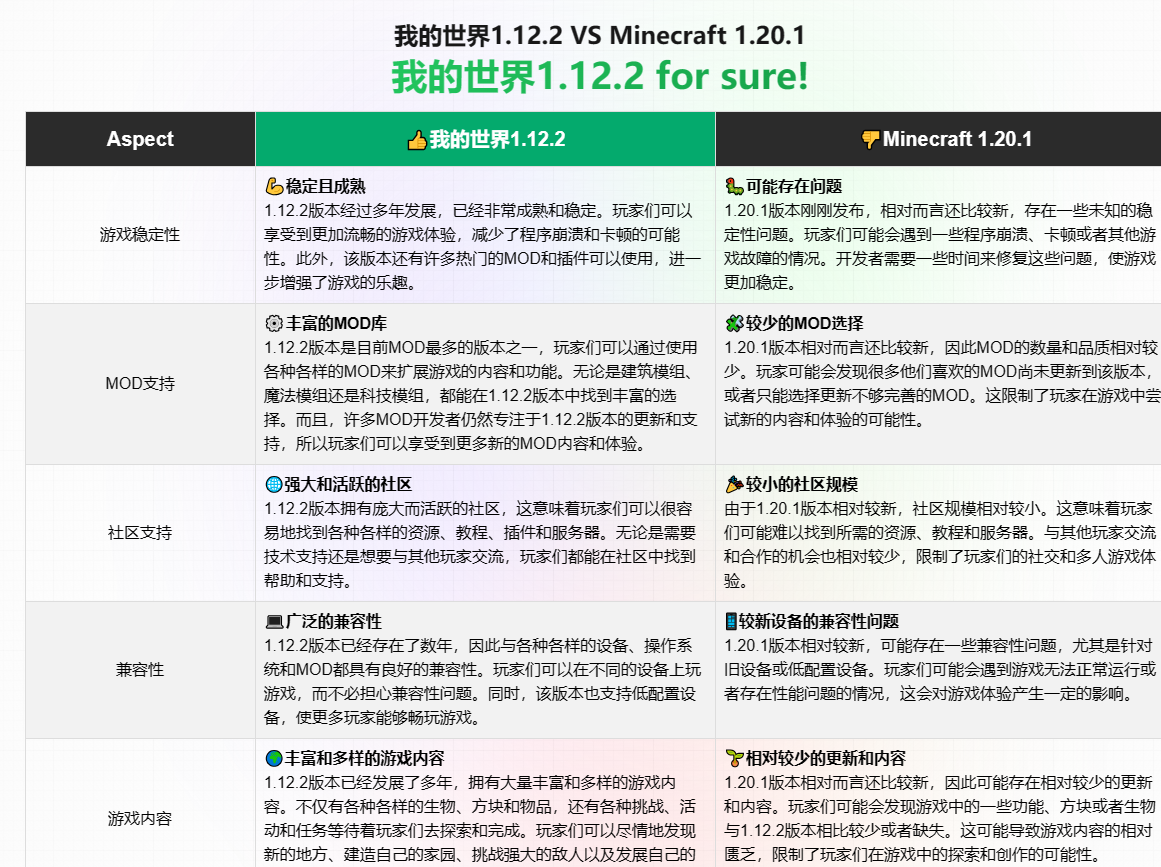 我的世界1.12.2 VS Minecraft 1.20.1
我的世界1.12.2 for sure!
Aspect
👍我的世界1.12.2
👎Minecraft 1.20.1
游戏稳定性
💪稳定且成熟
1.12.2版本经过多年发展，已经非常成熟和稳定。玩家们可以
享受到更加流畅的游戏体验，减少了程序崩溃和卡顿的可能
性。此外，该版本还有许多热门的MOD和插件可以使用，进一
步增强了游戏的乐趣。
🐛可能存在问题
1.20.1版本刚刚发布，相对而言还比较新，存在一些未知的稳
定性问题。玩家们可能会遇到一些程序崩溃、卡顿或者其他游
戏故障的情况。开发者需要一些时间来修复这些问题，使游戏
更加稳定。
MOD支持
⚙️丰富的MOD库
1.12.2版本是目前MOD最多的版本之一，玩家们可以通过使用
各种各样的MOD来扩展游戏的内容和功能。无论是建筑模组、
魔法模组还是科技模组，都能在1.12.2版本中找到丰富的选
择。而且，许多MOD开发者仍然专注于1.12.2版本的更新和支
持，所以玩家们可以享受到更多新的MOD内容和体验。
🧩较少的MOD选择
1.20.1版本相对而言还比较新，因此MOD的数量和品质相对较
少。玩家可能会发现很多他们喜欢的MOD尚未更新到该版本，
或者只能选择更新不够完善的MOD。这限制了玩家在游戏中尝
试新的内容和体验的可能性。
社区支持
🌐强大和活跃的社区
1.12.2版本拥有庞大而活跃的社区，这意味着玩家们可以很容
易地找到各种各样的资源、教程、插件和服务器。无论是需要
技术支持还是想要与其他玩家交流，玩家们都能在社区中找到
帮助和支持。
较小的社区规模
由于1.20.1版本相对较新，社区规模相对较小。这意味着玩家
们可能难以找到所需的资源、教程和服务器。与其他玩家交流
和合作的机会也相对较少，限制了玩家们的社交和多人游戏体
验。
兼容性
💻广泛的兼容性
1.12.2版本已经存在了数年，因此与各种各样的设备、操作系
统和MOD都具有良好的兼容性。玩家们可以在不同的设备上玩
游戏，而不必担心兼容性问题。同时，该版本也支持低配置设
备，使更多玩家能够畅玩游戏。
📱较新设备的兼容性问题
1.20.1版本相对较新，可能存在一些兼容性问题，尤其是针对
旧设备或低配置设备。玩家们可能会遇到游戏无法正常运行或
者存在性能问题的情况，这会对游戏体验产生一定的影响。
游戏内容
🌍丰富和多样的游戏内容
1.12.2版本已经发展了多年，拥有大量丰富和多样的游戏内
容。不仅有各种各样的生物、方块和物品，还有各种挑战、活
动和任务等待着玩家们去探索和完成。玩家们可以尽情地发现
新的地方、建造自己的家园、挑战强大的敌人以及发展自己的
🌱相对较少的更新和内容
1.20.1版本相对而言还比较新，因此可能存在相对较少的更新
和内容。玩家们可能会发现游戏中的一些功能、方块或者生物
与1.12.2版本相比较少或者缺失。这可能导致游戏内容的相对
匮乏，限制了玩家们在游戏中的探索和创作的可能性。